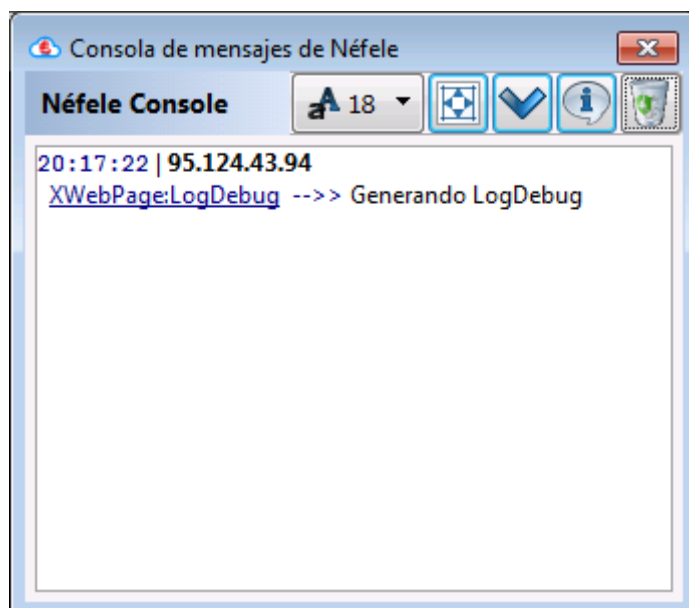 Consola de mensajes de Néfele
Néfele Console
aA 18
20:17:22 | 95.124.43.94
XWebPage:LogDebug -->> Generando LogDebug